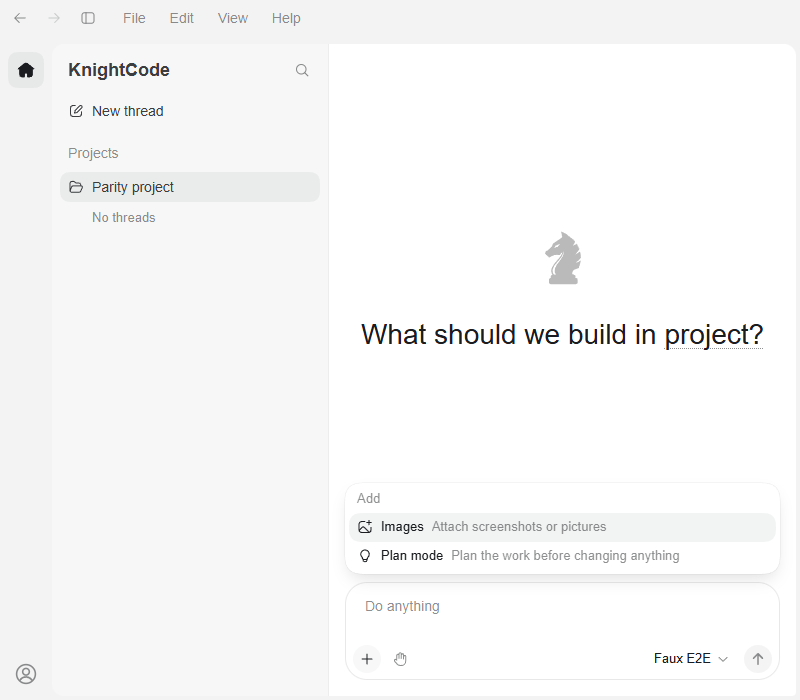 File Edit View Help
KnightCode
New thread
Projects
Parity project
No threads
What should we build in project?
Add
Images Attach screenshots or pictures
Plan mode Plan the work before changing anything
Do anything
Faux E2E